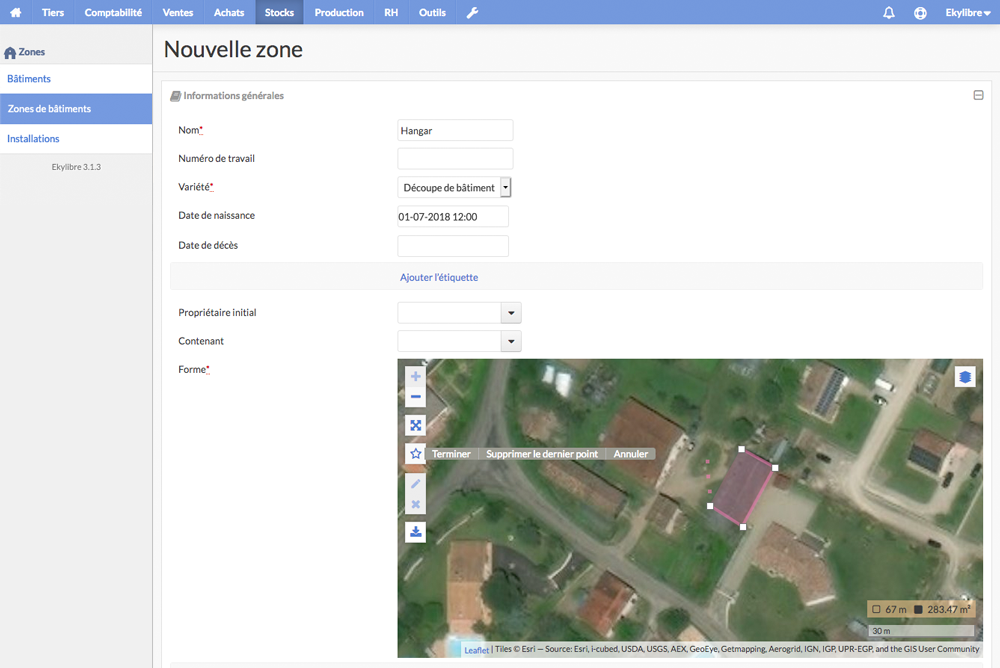 Tiers Comptabilité Ventes Achats Stocks Production RH Outils Ekylibre
Zones
Bâtiments
Zones de bâtiments
Installations
Ekylibre 3.1.3
Nouvelle zone
Informations générales
Nom* Hangar
Numéro de travail
Variété* Découpe de bâtiment
Date de naissance 01-07-2018 12:00
Date de décès
Ajouter l'étiquette
Propriétaire initial
Contenant
Forme*
Terminer Supprimer le dernier point Annuler
67 m 283.47 m²
30 m
Leaflet | Tiles © Esri — Source: Esri, i-cubed, USDA, USGS, AEX, GeoEye, Getmapping, Aerogrid, IGN, IGP, UPR-EGP, and the GIS User Community